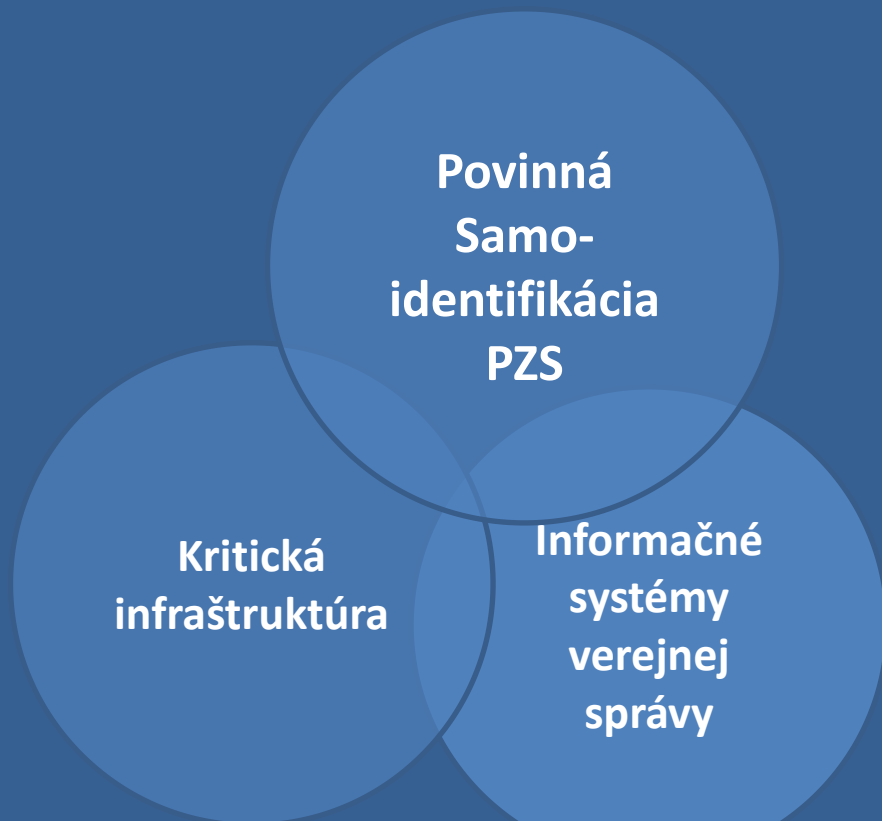 Povinná
Samo-
identifikácia
PZS
Kritická
infraštruktúra
Informačné
systémy
verejnej
správy